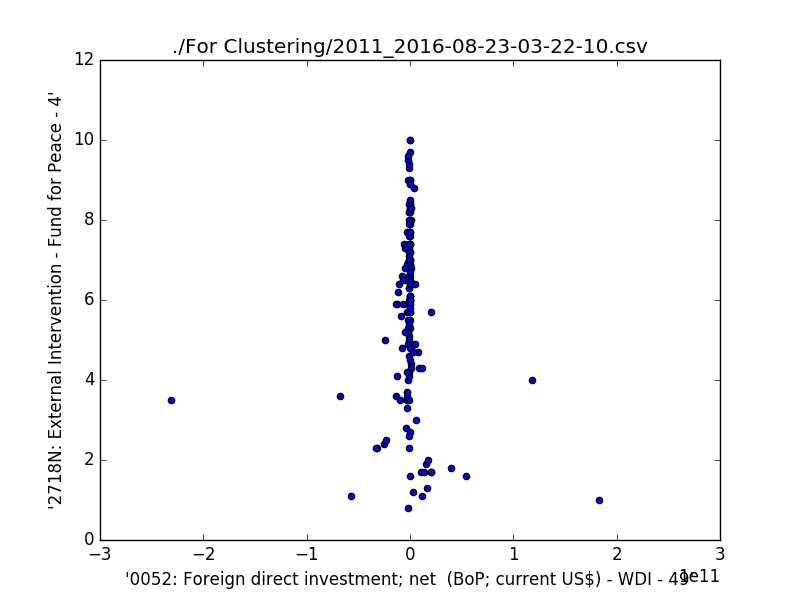 ./For Clustering/2011_2016-08-23-03-22-10.csv
12
10
8
6
4
2
0
'2718N: External Intervention - Fund for Peace - 4'
−3 −2 −1 0 1 2 3
1e11
'0052: Foreign direct investment; net  (BoP; current US$) - WDI - 49'